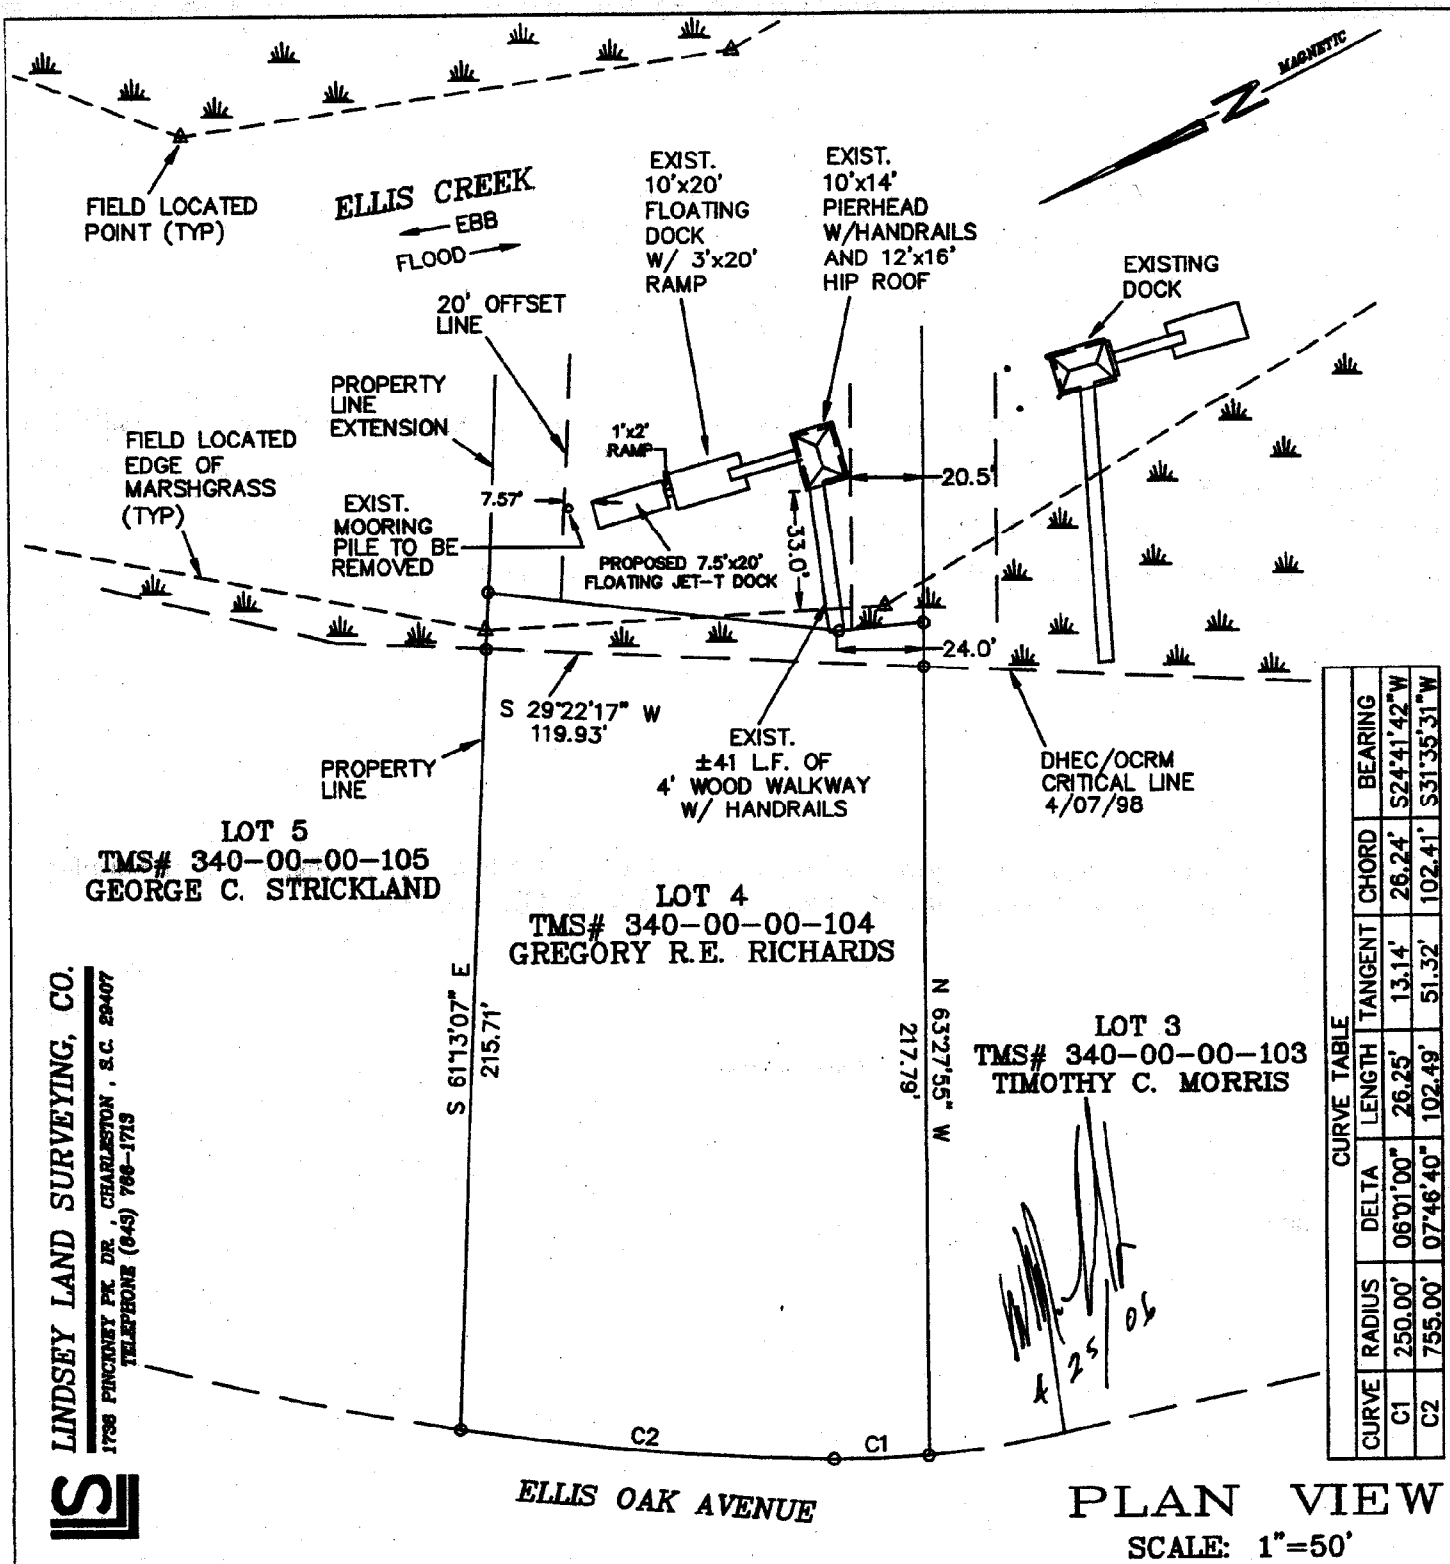 MAGNETIC
N
FIELD LOCATED
POINT (TYP)
ELLIS CREEK
EBB
FLOOD
EXIST.
10'x20'
FLOATING
DOCK
W/ 3'x20'
RAMP
EXIST.
10'x14'
PIERHEAD
W/HANDRAILS
AND 12'x16'
HIP ROOF
EXISTING
DOCK
20' OFFSET
LINE
PROPERTY
LINE
EXTENSION
FIELD LOCATED
EDGE OF
MARSHGRASS
(TYP)
1'x2'
RAMP
7.57'
20.5'
EXIST.
MOORING
PILE TO BE
REMOVED
33.0'
PROPOSED 7.5'x20'
FLOATING JET-T DOCK
24.0'
S 29°22'17" W
119.93'
EXIST.
±41 L.F. OF
4' WOOD WALKWAY
W/ HANDRAILS
PROPERTY
LINE
DHEC/OCRM
CRITICAL LINE
4/07/98
LOT 5
TMS# 340-00-00-105
GEORGE C. STRICKLAND
LOT 4
TMS# 340-00-00-104
GREGORY R.E. RICHARDS
S 61°13'07" E
215.71'
N 63°27'55" W
217.79'
LOT 3
TMS# 340-00-00-103
TIMOTHY C. MORRIS
4 25 06
CURVE TABLE
CURVE RADIUS DELTA LENGTH TANGENT CHORD BEARING
C1 250.00' 06°01'00" 26.25' 13.14' 26.24' S24°41'42"W
C2 755.00' 07°46'40" 102.49' 51.32' 102.41' S31°35'31"W
LS
LINDSEY LAND SURVEYING, CO.
1736 PINCKNEY PK. DR., CHARLESTON, S.C. 29407
TELEPHONE (843) 766-1713
C2
C1
ELLIS OAK AVENUE
PLAN VIEW
SCALE: 1"=50'